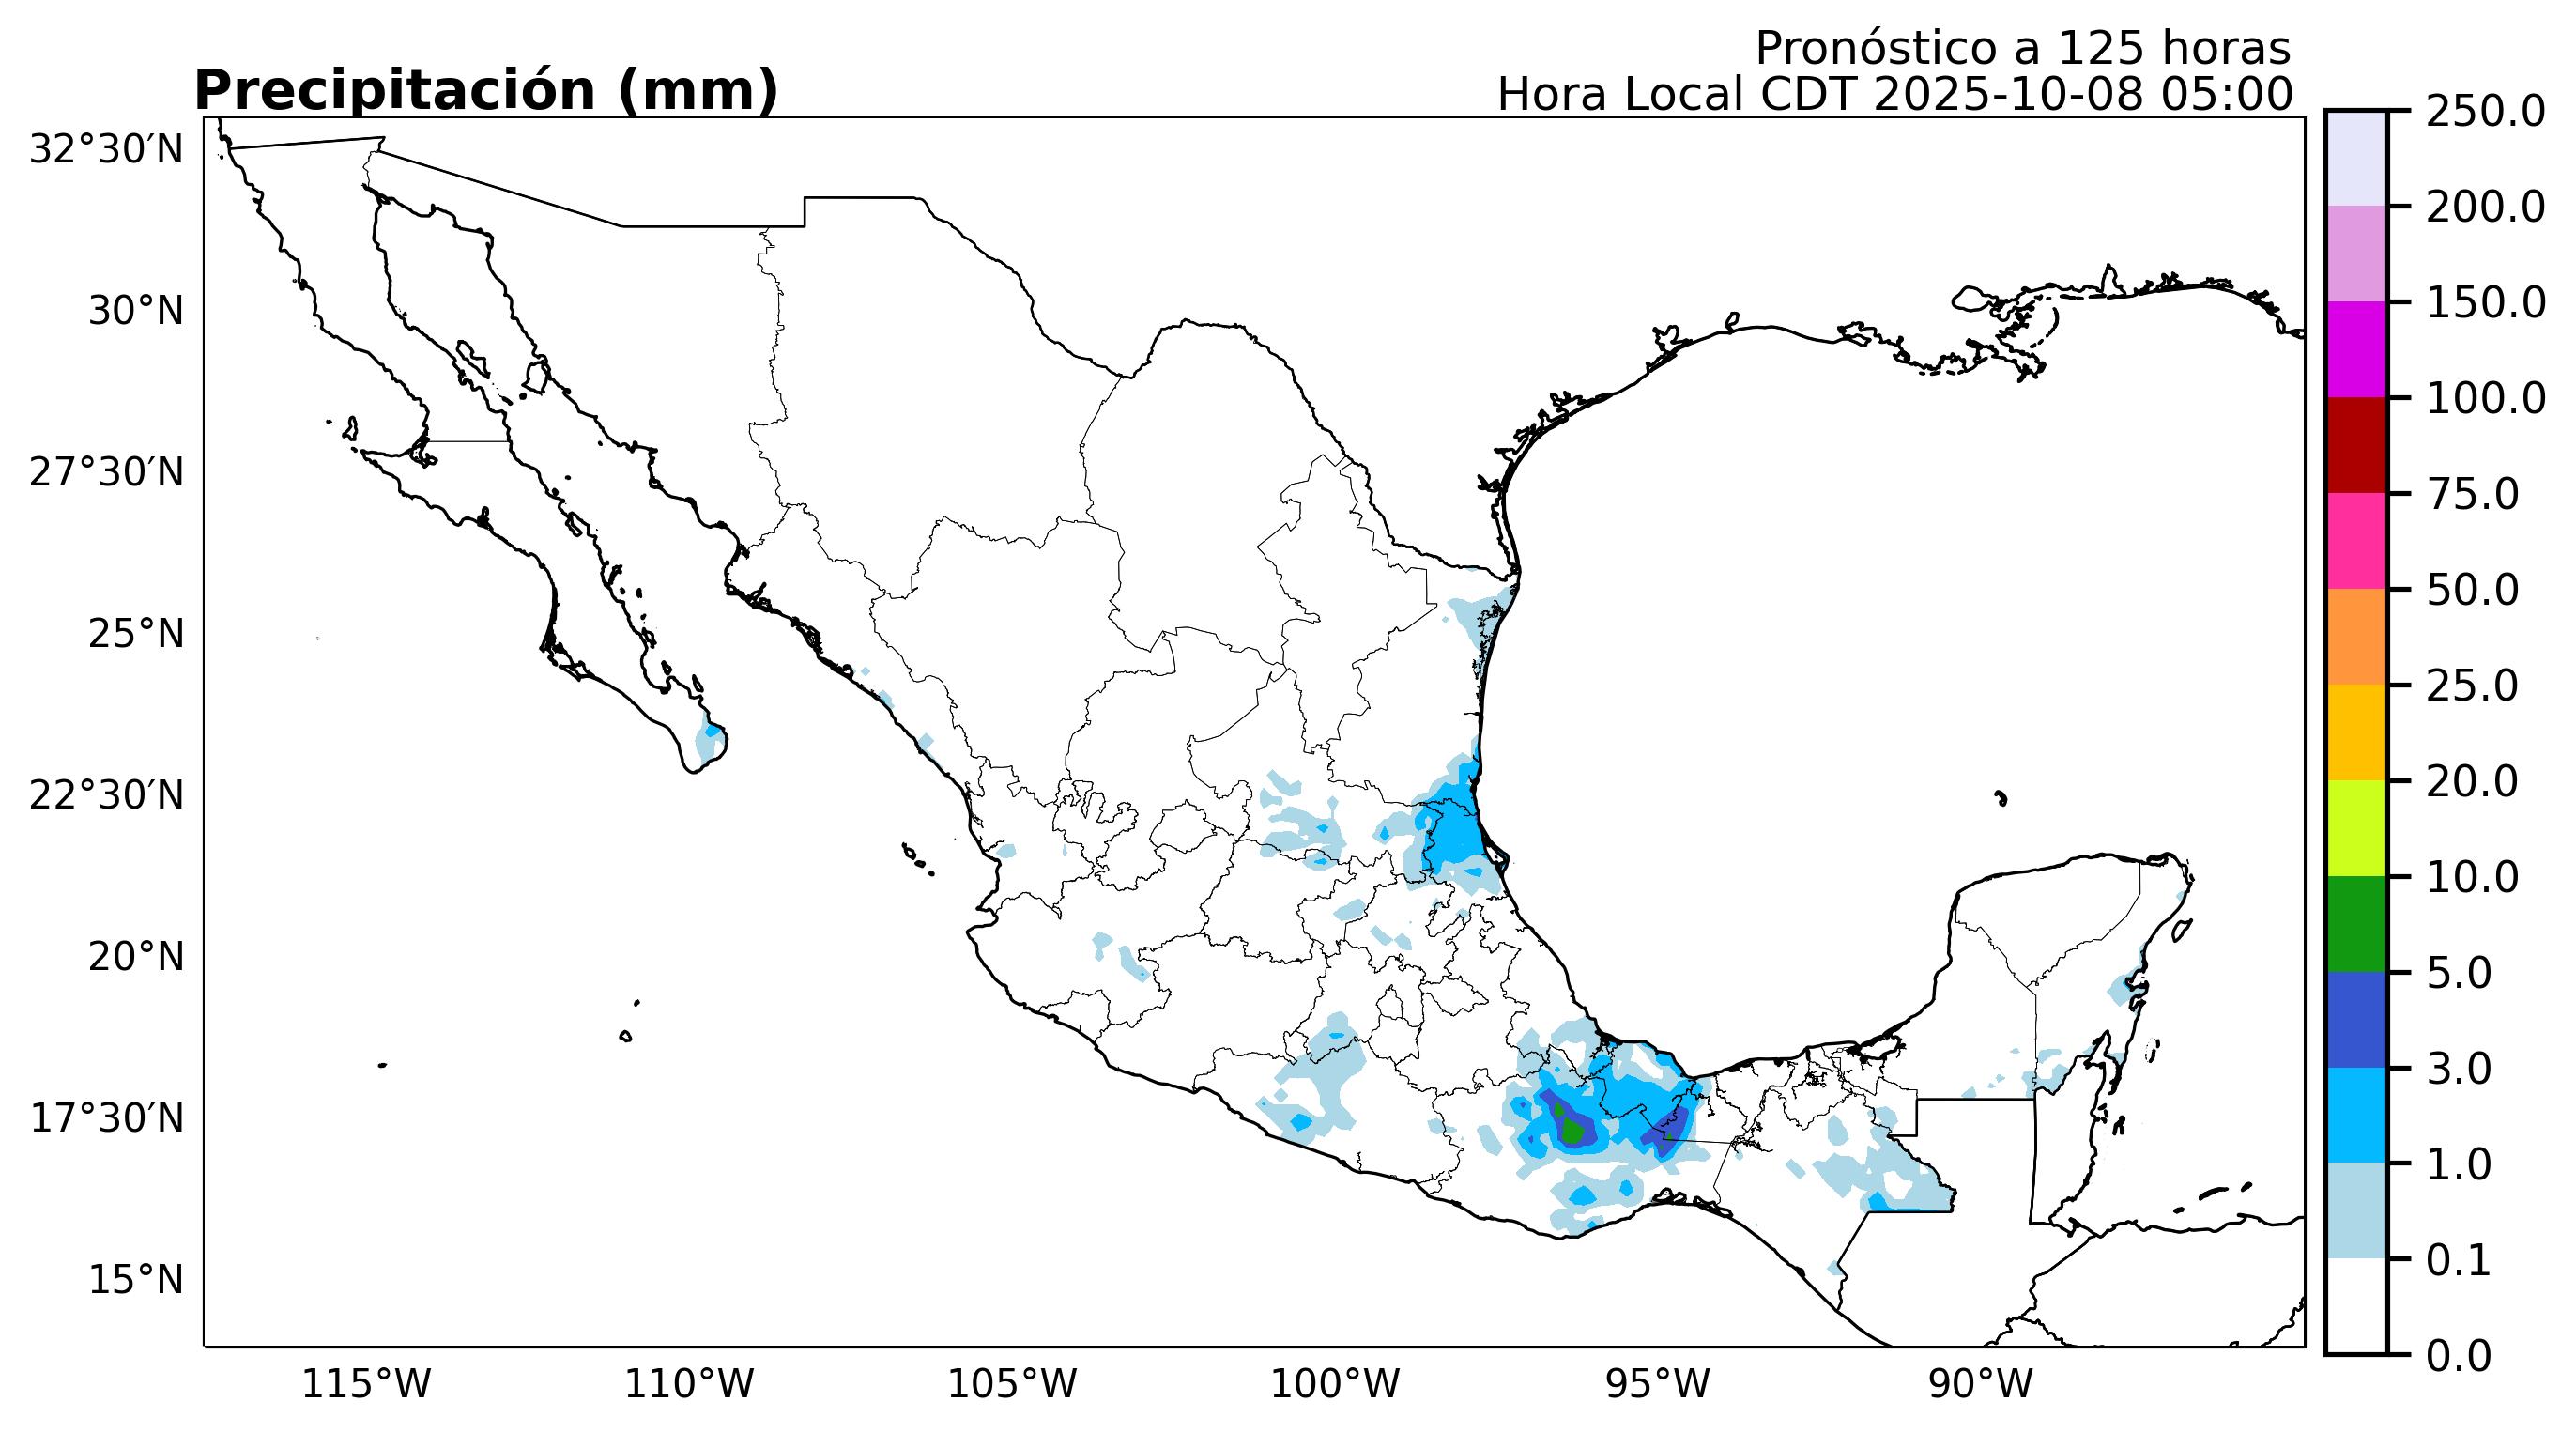 Pronóstico a 125 horas
Precipitación (mm)
Hora Local CDT 2025-10-08 05:00
32°30′N
30°N
27°30′N
25°N
22°30′N
20°N
17°30′N
15°N
115°W
110°W
105°W
100°W
95°W
90°W
250.0
200.0
150.0
100.0
75.0
50.0
25.0
20.0
10.0
5.0
3.0
1.0
0.1
0.0